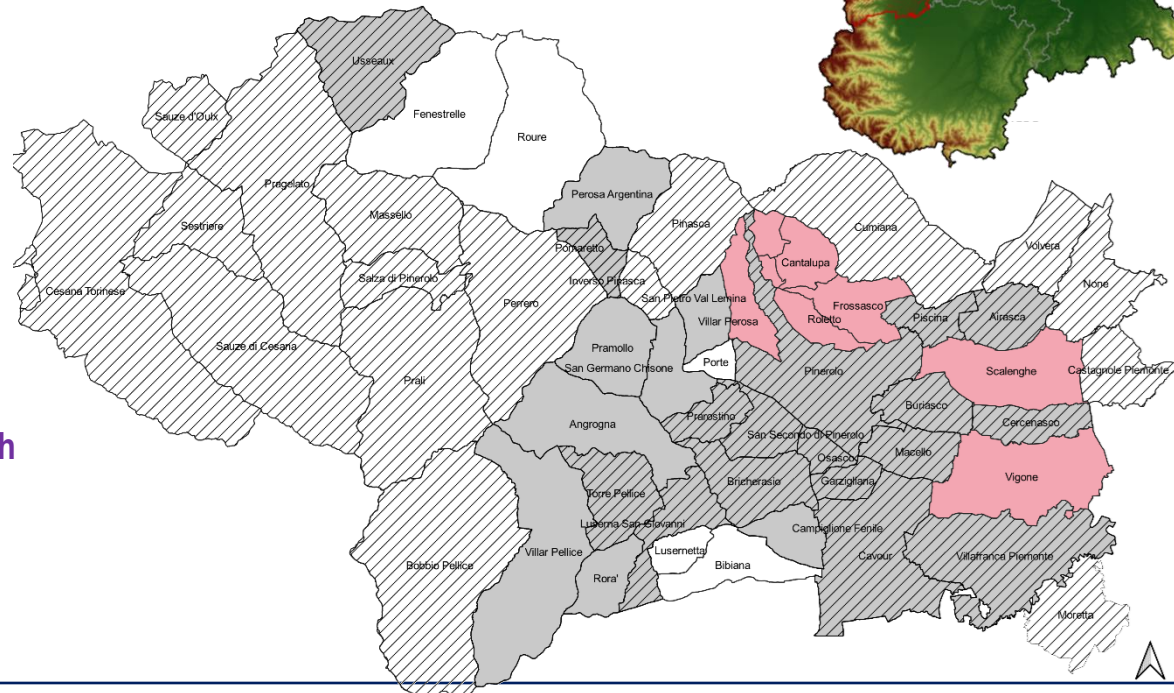 Usseaux
Sauze d'Oulx
Fenestrelle
Roure
Pragelato
Perosa Argentina
Massello
Sestriere
Pinasca
Cumiana
Pomaretto
Volvera
Cantalupa
Salza di Pinerolo
Inverso Pinasca
None
Cesana Torinese
Perrero
San Pietro Val Lemina
Frossasco
Villar Perosa
Roletto
Piscina
Airasca
Sauze di Cesana
Pramollo
Porte
San Germano Chisone
Pinerolo
Scalenghe
Castagnole Piemonte
Prali
Buriasco
Prarostino
Angrogna
Cercenasco
San Secondo di Pinerolo
h
Osasco
Macello
Vigone
Bricherasio
Garzigliana
Torre Pellice
Luserna San Giovanni
Campiglione Fenile
Villar Pellice
Lusernetta
Cavour
Villafranca Piemonte
Bobbio Pellice
Bibiana
Rora'
Moretta